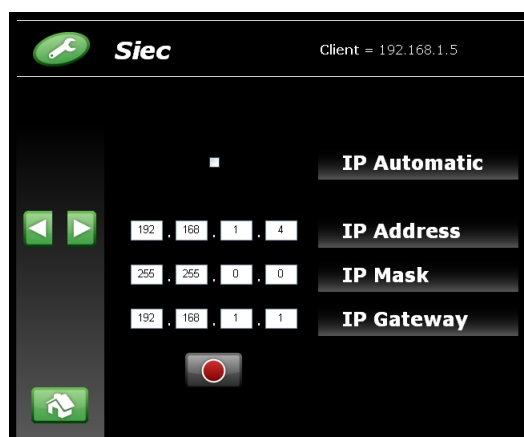 Siec
Client = 192.168.1.5
IP Automatic
192 . 168 . 1 . 4 IP Address
255 . 255 . 0 . 0 IP Mask
192 . 168 . 1 . 1 IP Gateway